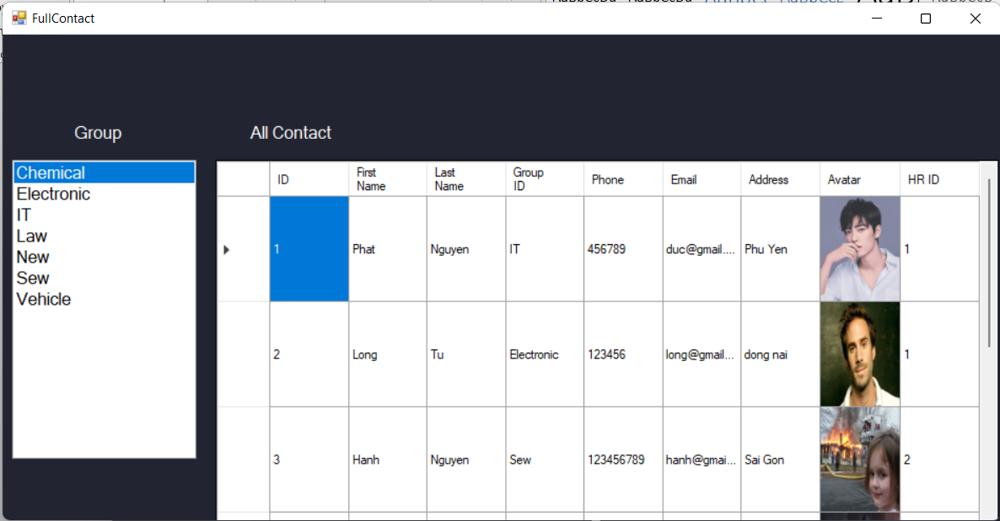 FullContact
Group
All Contact
Chemical
Electronic
IT
Law
New
Sew
Vehicle
ID First Name Last Name Group ID Phone Email Address Avatar HR ID
1 Phat Nguyen IT 456789 duc@gmail.... Phu Yen 1
2 Long Tu Electronic 123456 long@gmail... dong nai 1
3 Hanh Nguyen Sew 123456789 hanh@gmai... Sai Gon 2